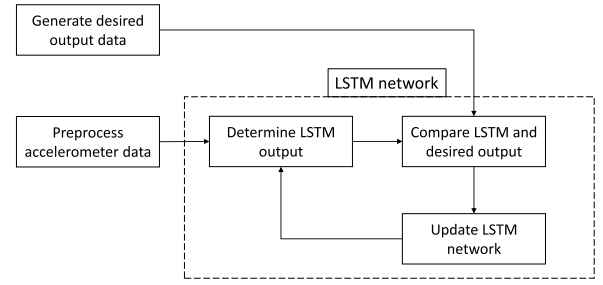 Generate desired
output data
LSTM network
Preprocess
accelerometer data
Determine LSTM
output
Compare LSTM and
desired output
Update LSTM
network